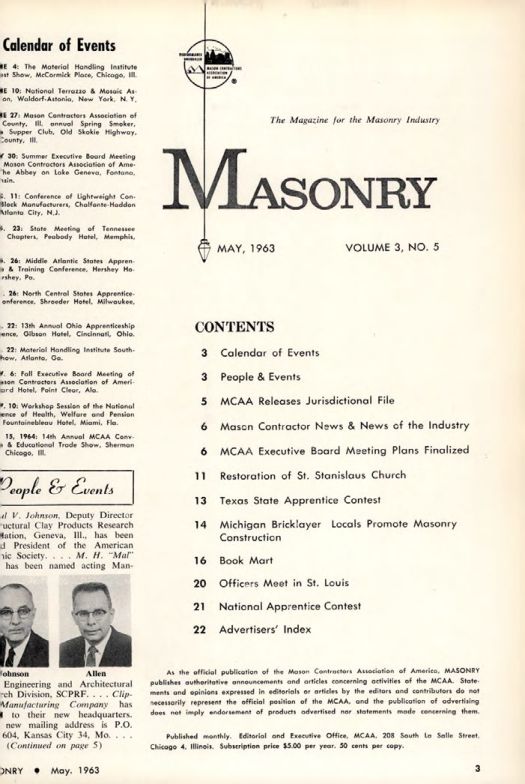 Calendar of Events
4: The Material Handling Institute
Show, McCormick Place, Chicago, Ill.
10: National Terrazzo & Mosaic As-
on, Waldorf-Astoria, New York, N. Y.
27: Mason Contractors Association of
County, Ill. annual Spring Smoker,
Supper Club, Old Skokie Highway,
County, Ill.
30: Summer Executive Board Meeting
Mason Contractors Association of Ame-
he Abbey on Lake Geneva, Fontana,
11: Conference of Lightweight Con-
Block Manufacturers, Chalfonte-Haddon
Atlanta City, N.J.
23: State Meeting of Tennessee
Chapters, Peabody Hotel, Memphis,
26: Middle Atlantic States Appren-
& Training Conference, Hershey Ho-
rshey, Pa.
26: North Central States Apprentice-
onference, Shroeder Hotel, Milwaukee,
22: 13th Annual Ohio Apprenticeship
ence, Gibson Hotel, Cincinnati, Ohio.
22: Material Handling Institute South-
how, Atlanta, Ga.
6: Fall Executive Board Meeting of
ason Contractors Association of Ameri-
Hotel, Point Clear, Ala.
10: Workshop Session of the National
ence of Health, Welfare and Pension
Fountainebleau Hotel, Miami, Fla.
15, 1964: 14th Annual MCAA Conv-
& Educational Trade Show, Sherman
Chicago, Ill.
People & Events
V. Johnson, Deputy Director
uctural Clay Products Research
dation, Geneva, Ill., has been
President of the American
ic Society. . . . M. H. "Mal"
has been named acting Man-
Johnson Allen
Engineering and Architectural
rch Division, SCPRF. . . . Clip-
Manufacturing Company has
to their new headquarters.
new mailing address is P.O.
604, Kansas City 34, Mo. . . .
(Continued on page 5)
ONRY • May, 1963
MASON CONTRACTORS
ASSOCIATION
OF AMERICA
®
The Magazine for the Masonry Industry
MASONRY
MAY, 1963 VOLUME 3, NO. 5
CONTENTS
3 Calendar of Events
3 People & Events
5 MCAA Releases Jurisdictional File
6 Mason Contractor News & News of the Industry
6 MCAA Executive Board Meeting Plans Finalized
11 Restoration of St. Stanislaus Church
13 Texas State Apprentice Contest
14 Michigan Bricklayer Locals Promote Masonry
Construction
16 Book Mart
20 Officers Meet in St. Louis
21 National Apprentice Contest
22 Advertisers' Index
As the official publication of the Mason Contractors Association of America, MASONRY
publishes authoritative announcements and articles concerning activities of the MCAA. State-
ments and opinions expressed in editorials or articles by the editors and contributors do not
necessarily represent the official position of the MCAA, and the publication of advertising
does not imply endorsement of products advertised nor statements made concerning them.
Published monthly. Editorial and Executive Office, MCAA, 208 South La Salle Street,
Chicago 4, Illinois. Subscription price $5.00 per year. 50 cents per copy.
3